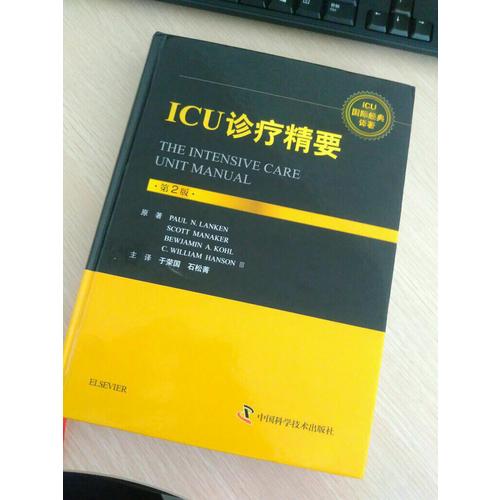 ICU
国际经典
译著
ICU诊疗精要
THE INTENSIVE CARE
UNIT MANUAL
·第2版·
原著 PAUL N. LANKEN
SCOTT MANAKER
BEWJAMIN A. KOHL
C. WILLIAM HANSON Ⅲ
主译 于荣国 石松菁
ELSEVIER
中国科学技术出版社